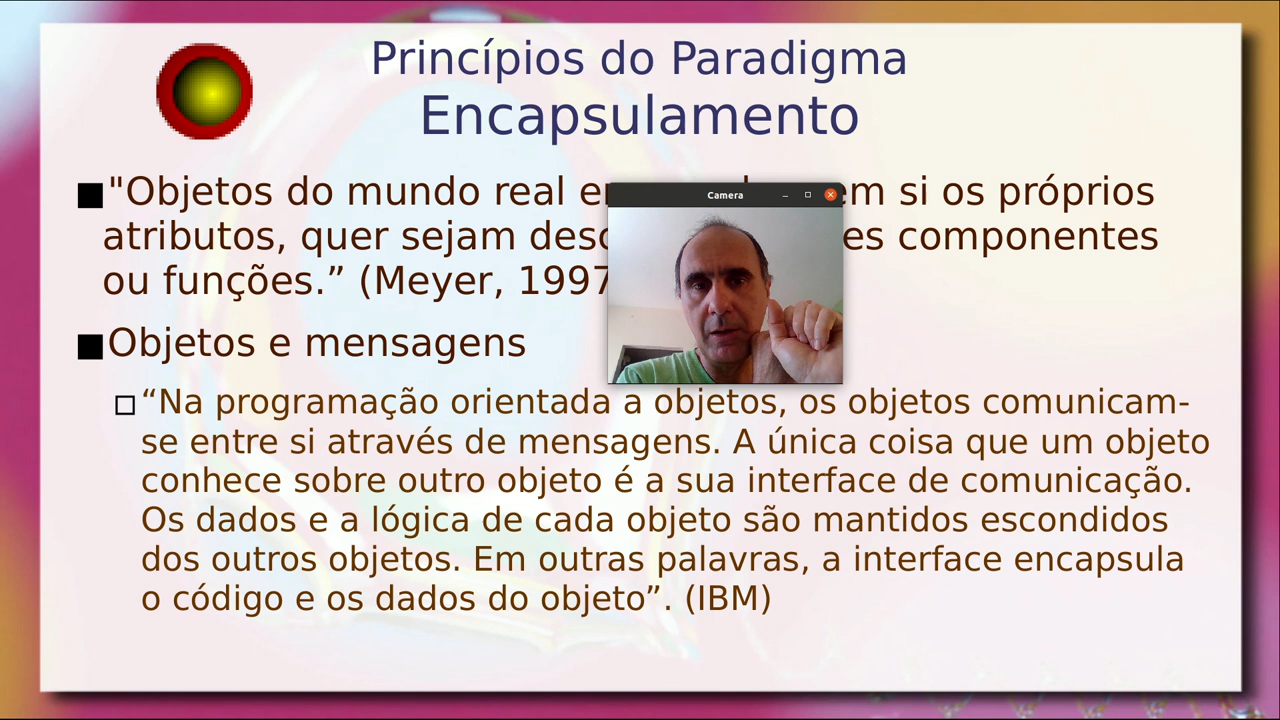 Princípios do Paradigma
Encapsulamento
"Objetos do mundo real em si os próprios
atributos, quer sejam componentes
ou funções.” (Meyer, 1997
Camera
Objetos e mensagens
“Na programação orientada a objetos, os objetos comunicam-
se entre si através de mensagens. A única coisa que um objeto
conhece sobre outro objeto é a sua interface de comunicação.
Os dados e a lógica de cada objeto são mantidos escondidos
dos outros objetos. Em outras palavras, a interface encapsula
o código e os dados do objeto”. (IBM)